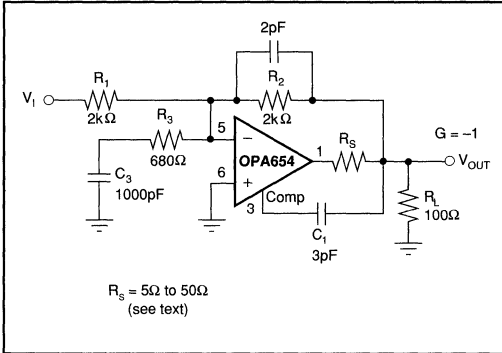 2pF
R1
R2
VI
2kΩ
2kΩ
R3
5
−
680Ω
OPA654
1
RS
G = −1
VOUT
C3
1000pF
6
+
Comp
3
C1
3pF
RL
100Ω
RS = 5Ω to 50Ω
(see text)